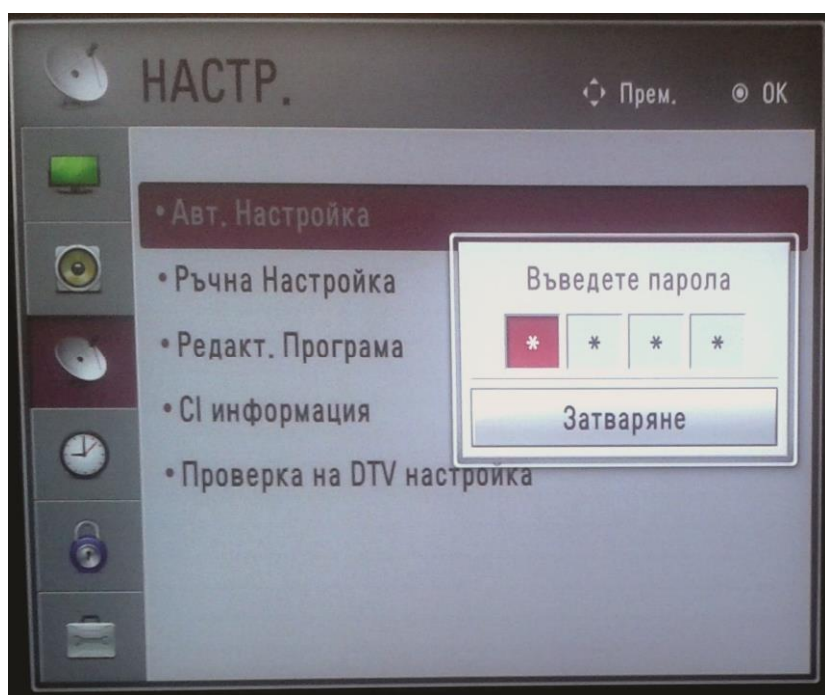 НАСТР.
Прем. OK
• Авт. Настройка
• Ръчна Настройка
• Редакт. Програма
• CI информация
• Проверка на DTV настройка
Въведете парола
* * * *
Затваряне